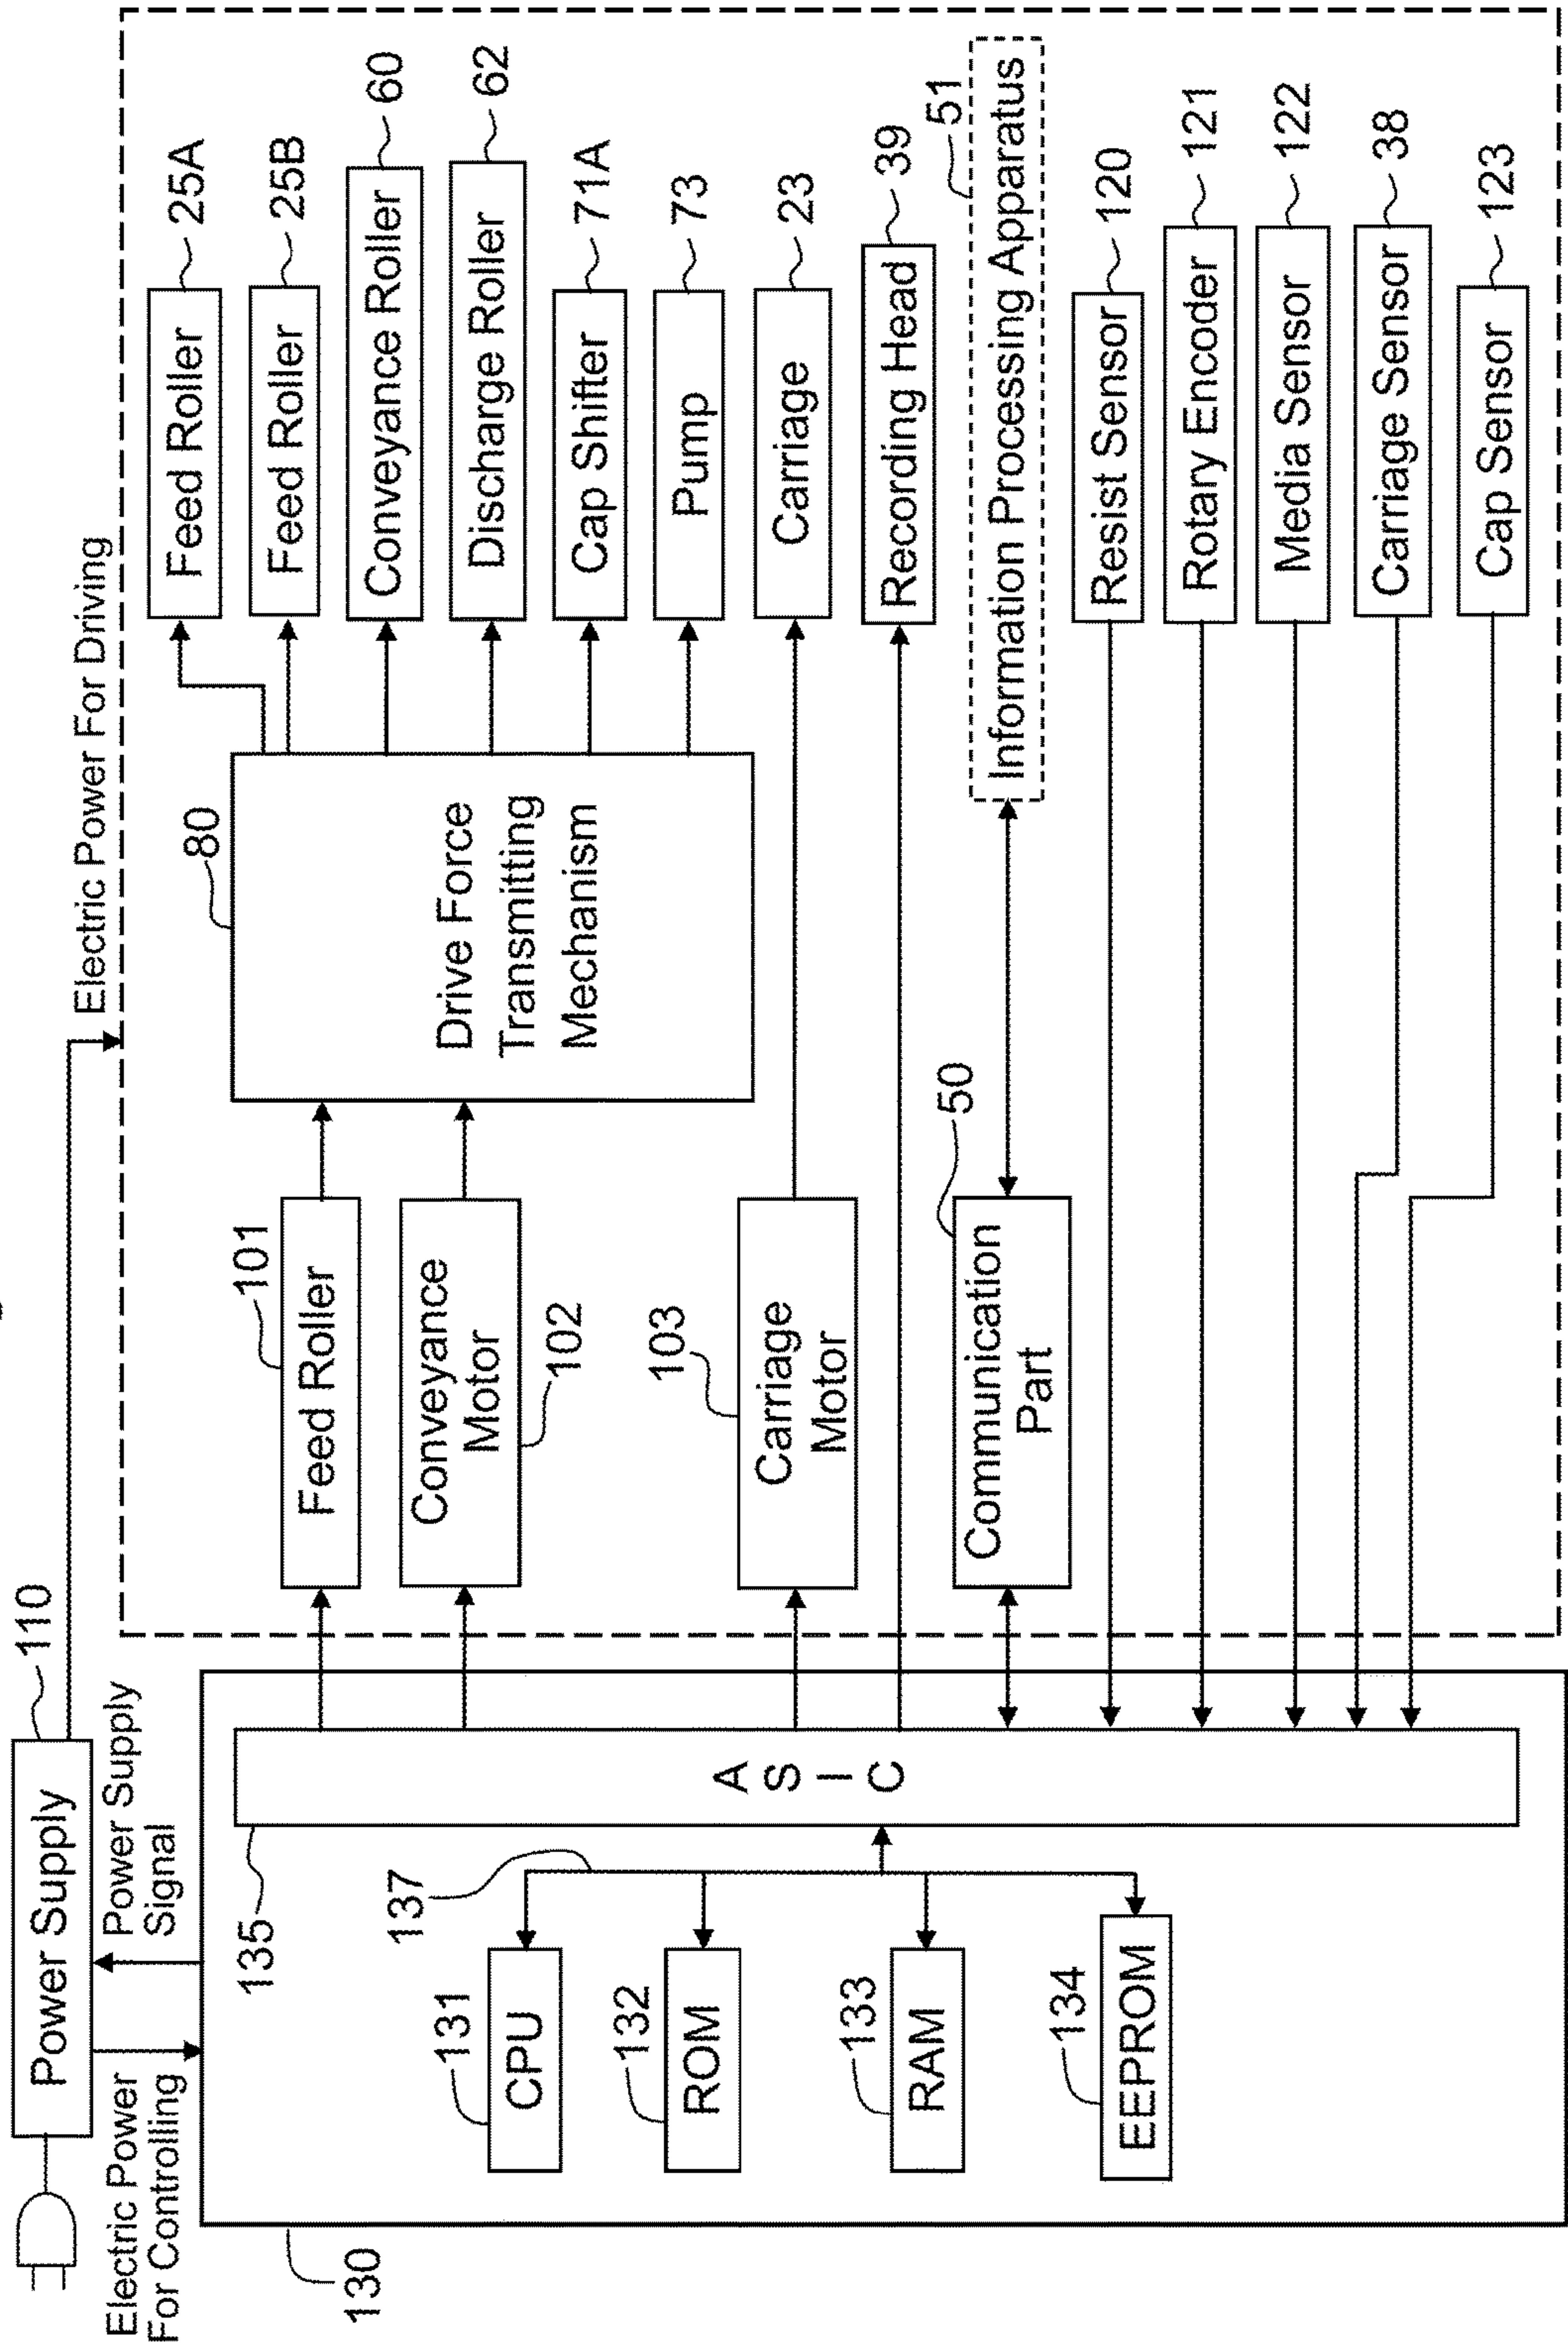 110
Power Supply
Electric Power For Driving
Electric Power
For Controlling
Power Supply
Signal
130
135
A
S
I
C
137
131
CPU
132
ROM
133
RAM
134
EEPROM
101
Feed Roller
Conveyance
Motor
102
103
Carriage
Motor
50
Communication
Part
80
Drive Force
Transmitting
Mechanism
Feed Roller
25A
Feed Roller
25B
Conveyance Roller
60
Discharge Roller
62
Cap Shifter
71A
Pump
73
Carriage
23
Recording Head
39
51
Information Processing Apparatus
Resist Sensor
120
Rotary Encoder
121
Media Sensor
122
Carriage Sensor
38
Cap Sensor
123